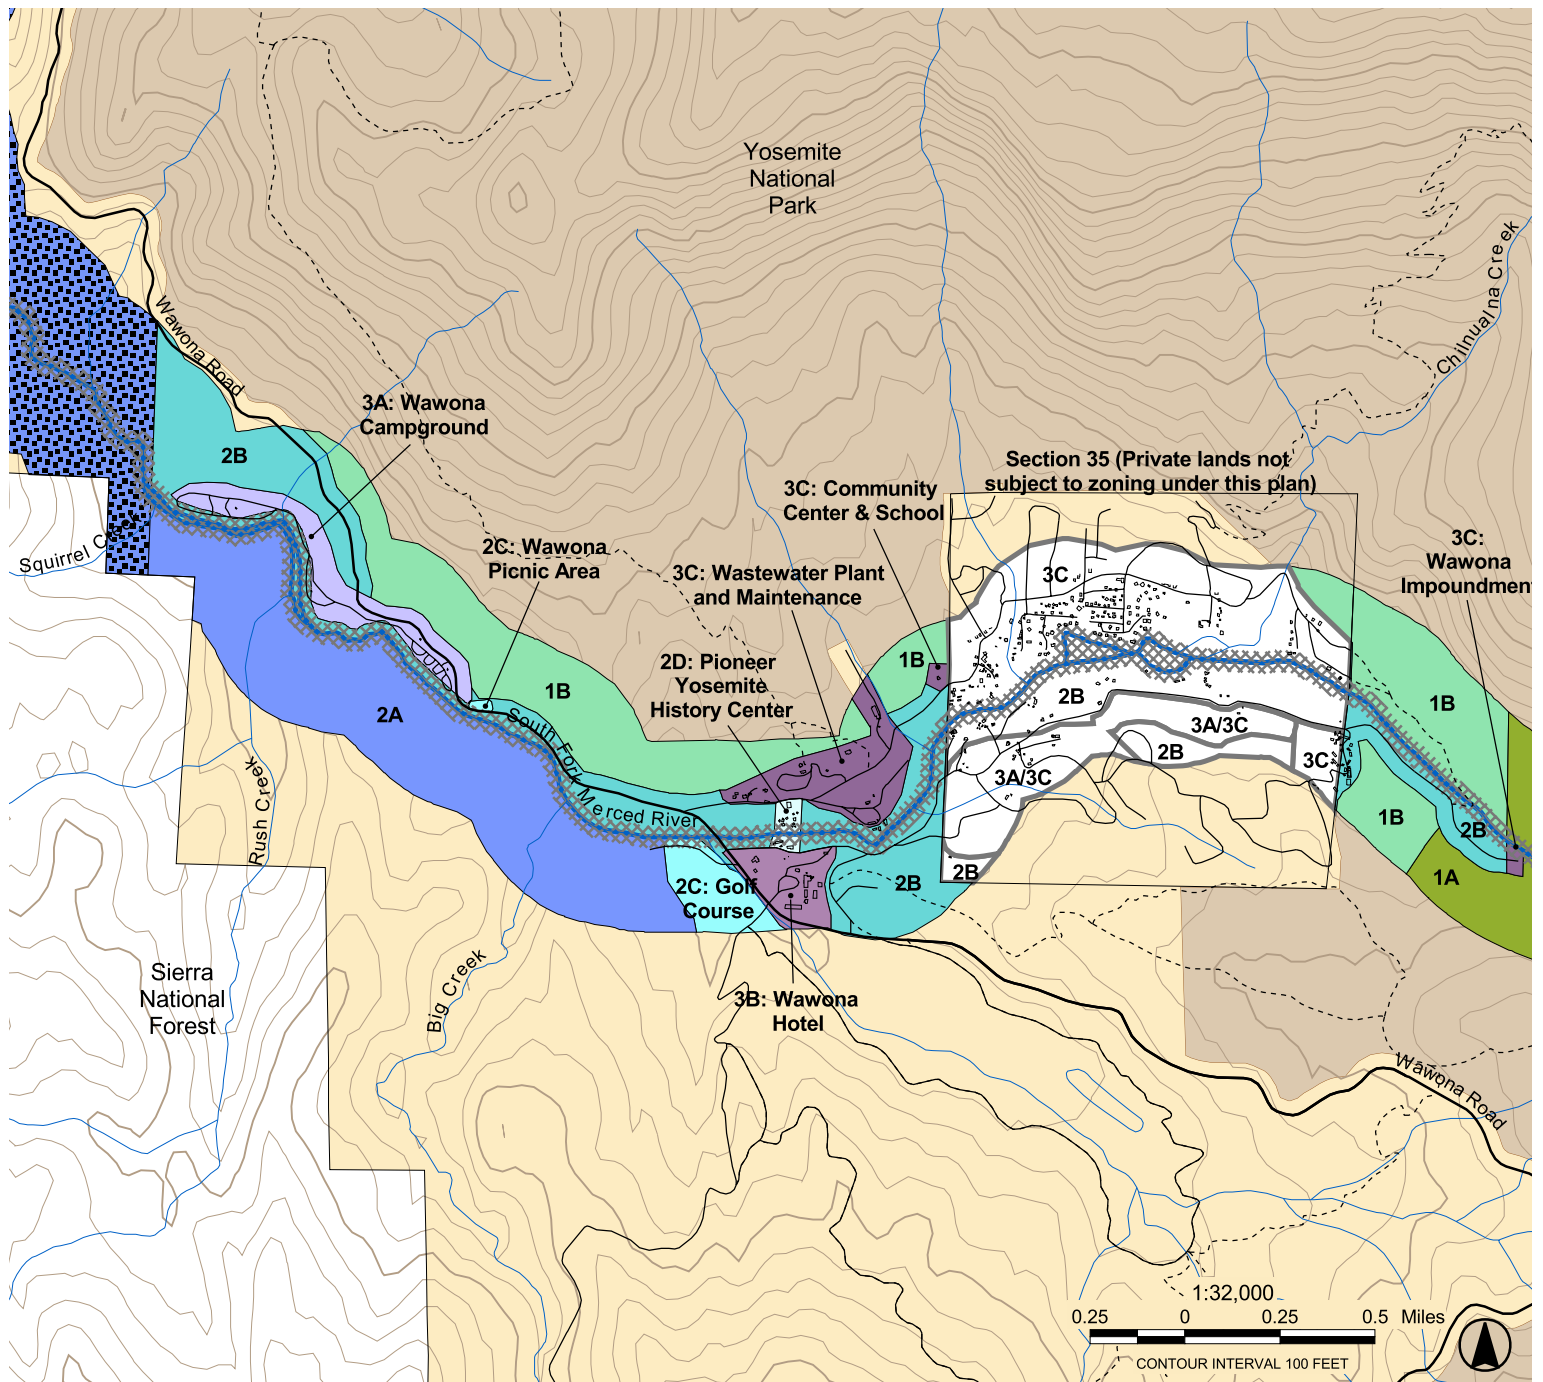 Yosemite
National
Park
Chilnualna Creek
Wawona Road
3A: Wawona
Campground
2B
Section 35 (Private lands not
subject to zoning under this plan)
3C: Community
Center & School
Squirrel Creek
2C: Wawona
Picnic Area
3C:
Wawona
Impoundment
3C: Wastewater Plant
and Maintenance
3C
2D: Pioneer
Yosemite
History Center
1B
1B
2B
1B
2A
South Fork Merced River
3A/3C
2B
3C
3A/3C
Rush Creek
1B
2B
2B
2B
1A
2C: Golf
Course
Big Creek
Sierra
National
Forest
3B: Wawona
Hotel
Wawona Road
1:32,000
0.25 0 0.25 0.5 Miles
CONTOUR INTERVAL 100 FEET